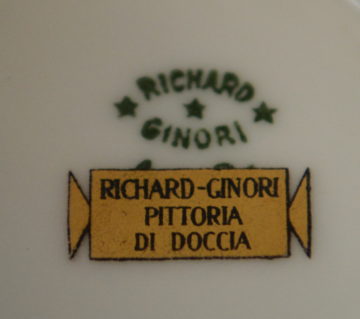 RICHARD
GINORI
RICHARD-GINORI
PITTORIA
DI DOCCIA